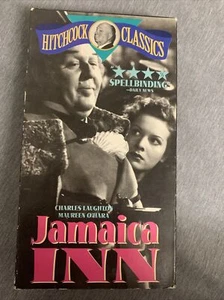 HITCHCOCK
CLASSICS
★★★★
SPELLBINDING
—DAILY NEWS
CHARLES LAUGHTON
MAUREEN O'HARA
Jamaica
INN